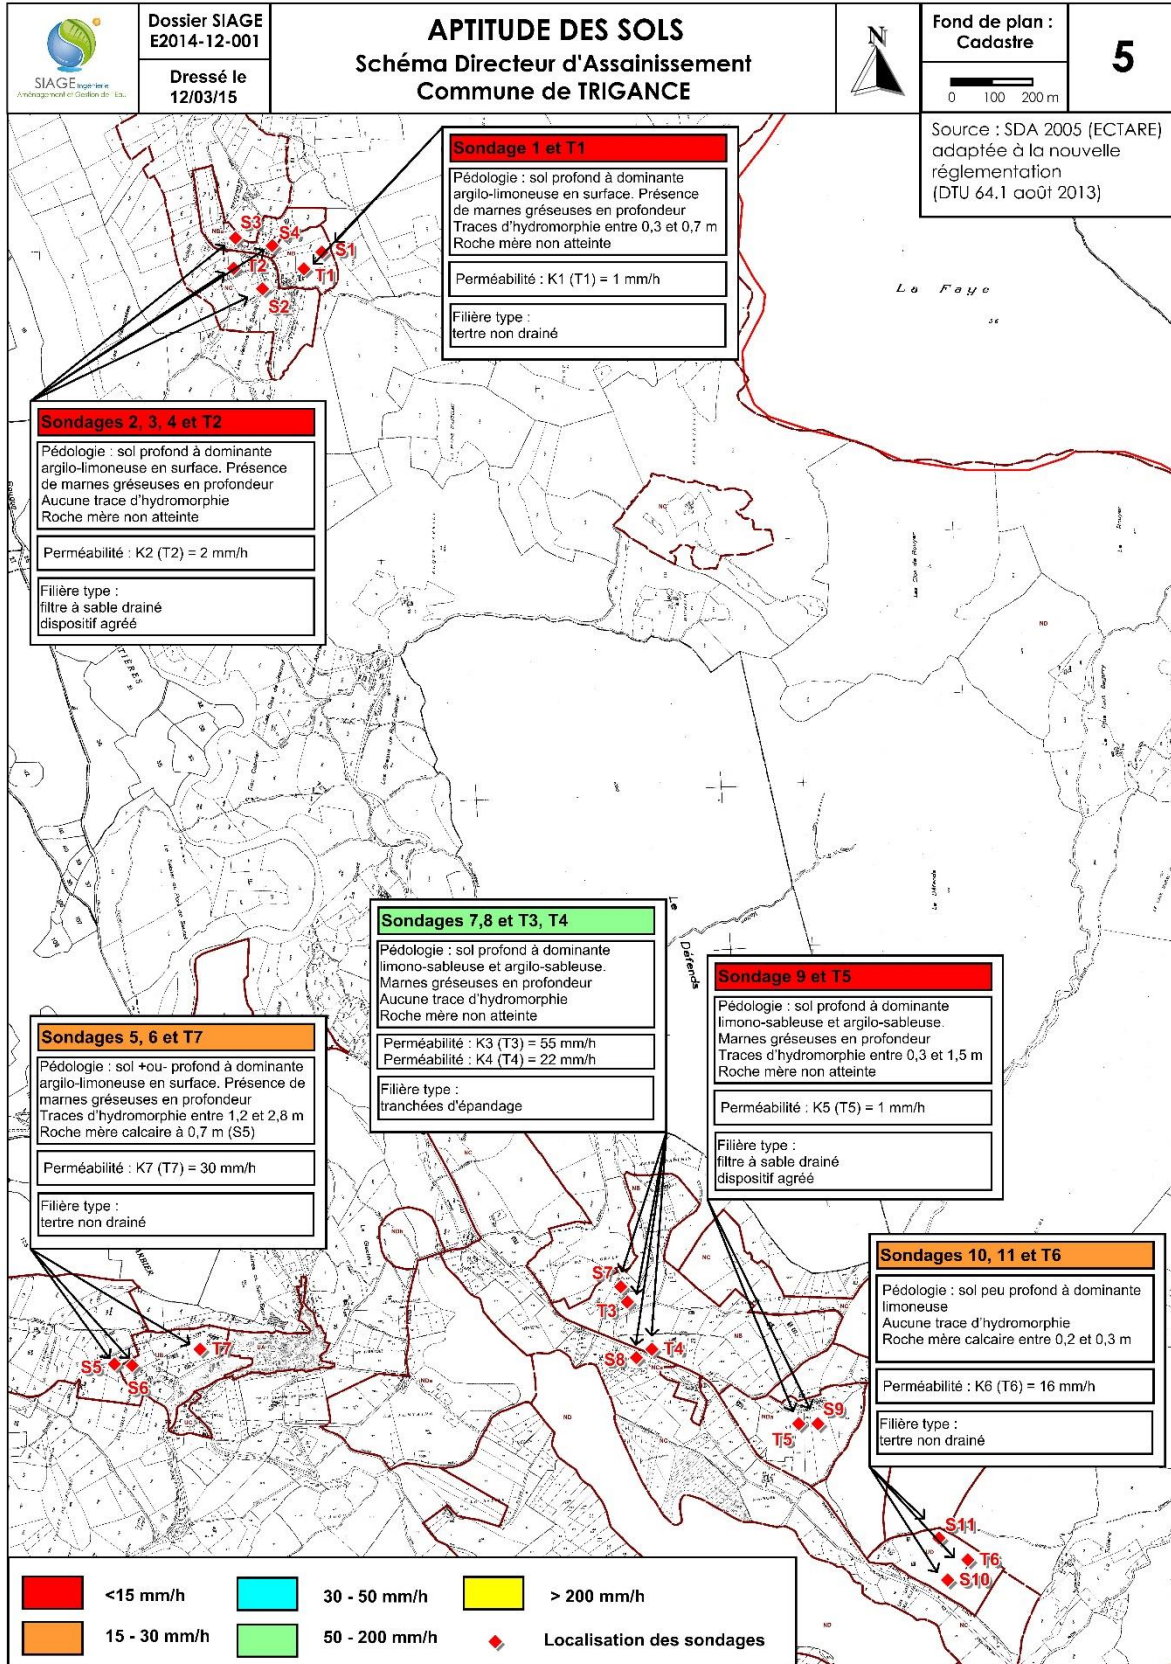 SIAGE Ingénierie
Aménagement et Gestion de l'Eau
Dossier SIAGE
E2014-12-001
Dressé le
12/03/15
APTITUDE DES SOLS
Schéma Directeur d'Assainissement
Commune de TRIGANCE
N
Fond de plan :
Cadastre
0 100 200 m
5
Source : SDA 2005 (ECTARE)
adaptée à la nouvelle
réglementation
(DTU 64.1 août 2013)
Sondage 1 et T1
Pédologie : sol profond à dominante
argilo-limoneuse en surface. Présence
de marnes gréseuses en profondeur
Traces d'hydromorphie entre 0,3 et 0,7 m
Roche mère non atteinte
Perméabilité : K1 (T1) = 1 mm/h
Filière type :
tertre non drainé
S3
S4
S1
T2
T1
S2
La Faye
Sondages 2, 3, 4 et T2
Pédologie : sol profond à dominante
argilo-limoneuse en surface. Présence
de marnes gréseuses en profondeur
Aucune trace d'hydromorphie
Roche mère non atteinte
Perméabilité : K2 (T2) = 2 mm/h
Filière type :
filtre à sable drainé
dispositif agréé
NC
ND
Le
Défends
Sondages 7,8 et T3, T4
Pédologie : sol profond à dominante
limono-sableuse et argilo-sableuse.
Marnes gréseuses en profondeur
Aucune trace d'hydromorphie
Roche mère non atteinte
Perméabilité : K3 (T3) = 55 mm/h
Perméabilité : K4 (T4) = 22 mm/h
Filière type :
tranchées d'épandage
Sondage 9 et T5
Pédologie : sol profond à dominante
limono-sableuse et argilo-sableuse.
Marnes gréseuses en profondeur
Traces d'hydromorphie entre 0,3 et 1,5 m
Roche mère non atteinte
Perméabilité : K5 (T5) = 1 mm/h
Filière type :
filtre à sable drainé
dispositif agréé
Sondages 5, 6 et T7
Pédologie : sol +ou- profond à dominante
argilo-limoneuse en surface. Présence de
marnes gréseuses en profondeur
Traces d'hydromorphie entre 1,2 et 2,8 m
Roche mère calcaire à 0,7 m (S5)
Perméabilité : K7 (T7) = 30 mm/h
Filière type :
tertre non drainé
Sondages 10, 11 et T6
Pédologie : sol peu profond à dominante
limoneuse
Aucune trace d'hydromorphie
Roche mère calcaire entre 0,2 et 0,3 m
Perméabilité : K6 (T6) = 16 mm/h
Filière type :
tertre non drainé
S7
T3
S8
T4
T7
S5
S6
S9
T5
S11
T6
S10
<15 mm/h
30 - 50 mm/h
> 200 mm/h
15 - 30 mm/h
50 - 200 mm/h
Localisation des sondages